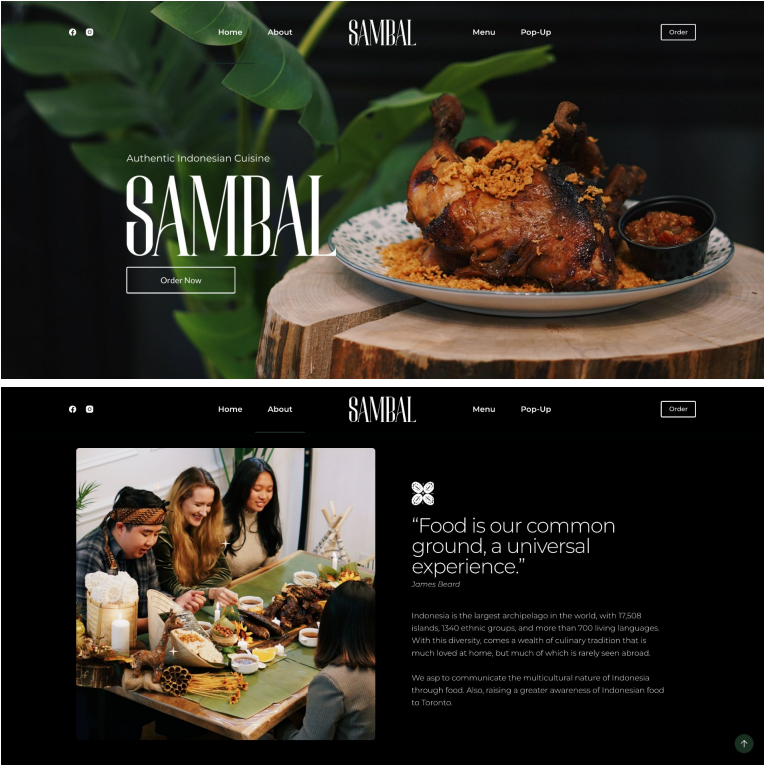 Home
About
SAMBAL
Menu
Pop-Up
Order
Authentic Indonesian Cuisine
SAMBAL
Order Now
Home
About
SAMBAL
Menu
Pop-Up
Order
“Food is our common
ground, a universal
experience.”
James Beard
Indonesia is the largest archipelago in the world, with 17,508
islands, 1340 ethnic groups, and more than 700 living languages.
With this diversity, comes a wealth of culinary tradition that is
much loved at home, but much of which is rarely seen abroad.
We asp to communicate the multicultural nature of Indonesia
through food. Also, raising a greater awareness of Indonesian food
to Toronto.